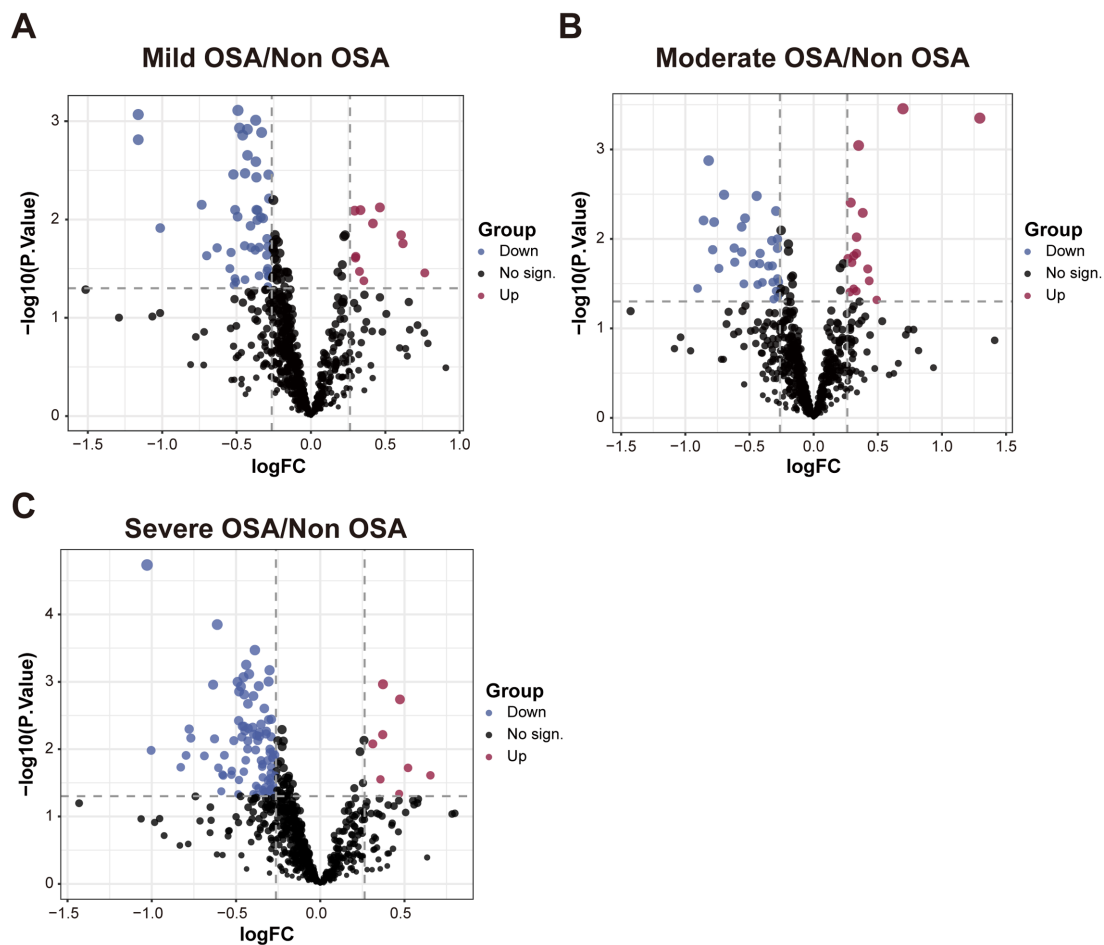 A
Mild OSA/Non OSA
−log10(P.Value)
3
2
1
0
−1.5
−1.0
−0.5
0.0
0.5
1.0
logFC
Group
Down
No sign.
Up
B
Moderate OSA/Non OSA
−log10(P.Value)
3
2
1
0
−1.5
−1.0
−0.5
0.0
0.5
1.0
1.5
logFC
Group
Down
No sign.
Up
C
Severe OSA/Non OSA
−log10(P.Value)
4
3
2
1
0
−1.5
−1.0
−0.5
0.0
0.5
logFC
Group
Down
No sign.
Up